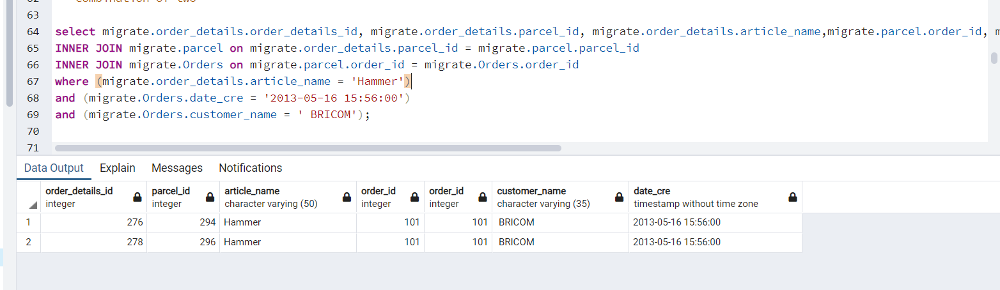 62 combination of two
63
64 select migrate.order_details.order_details_id, migrate.order_details.parcel_id, migrate.order_details.article_name,migrate.parcel.order_id,
65 INNER JOIN migrate.parcel on migrate.order_details.parcel_id = migrate.parcel.parcel_id
66 INNER JOIN migrate.Orders on migrate.parcel.order_id = migrate.Orders.order_id
67 where (migrate.order_details.article_name = 'Hammer')
68 and (migrate.Orders.date_cre = '2013-05-16 15:56:00')
69 and (migrate.Orders.customer_name = ' BRICOM');
70
71
Data Output Explain Messages Notifications
order_details_id parcel_id article_name order_id order_id customer_name date_cre
integer integer character varying (50) integer integer character varying (35) timestamp without time zone
1 276 294 Hammer 101 101 BRICOM 2013-05-16 15:56:00
2 278 296 Hammer 101 101 BRICOM 2013-05-16 15:56:00